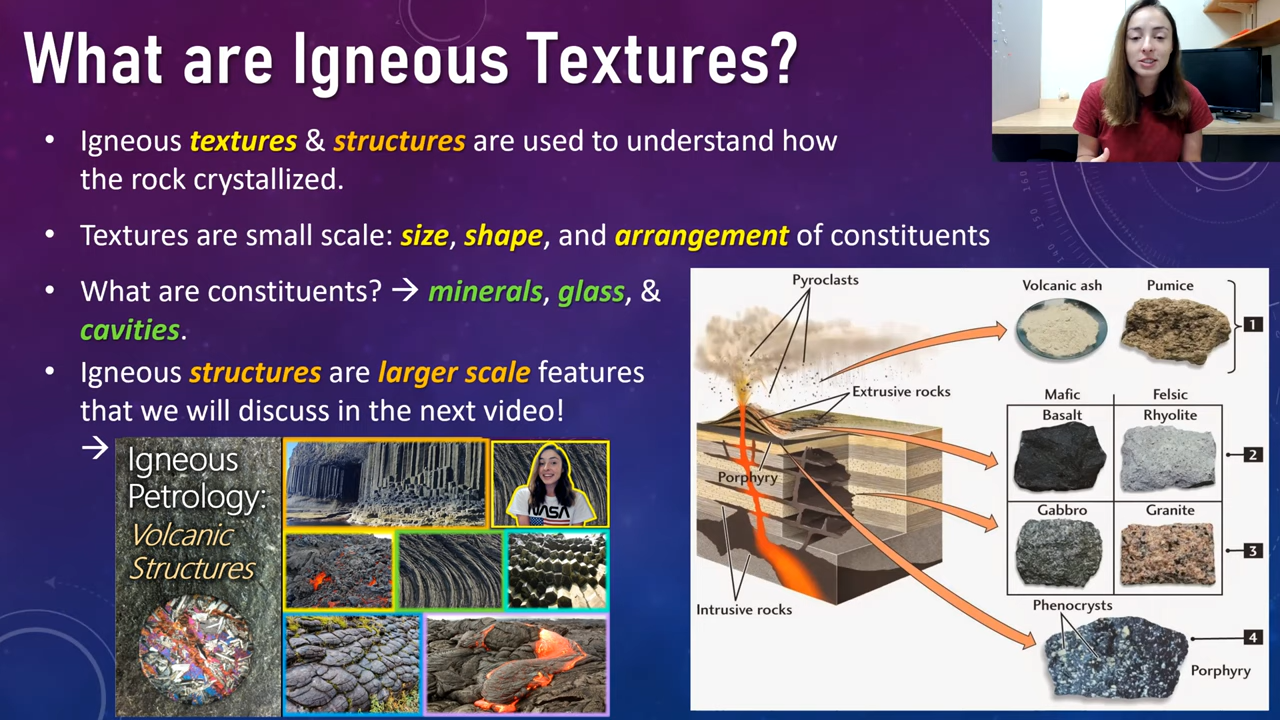 What are Igneous Textures?
• Igneous textures & structures are used to understand how
the rock crystallized.
• Textures are small scale: size, shape, and arrangement of constituents
• What are constituents? → minerals, glass, &
cavities.
• Igneous structures are larger scale features
that we will discuss in the next video!
→
Igneous
Petrology:
Volcanic
Structures
NASA
Pyroclasts
Volcanic ash
Pumice
1
Extrusive rocks
Mafic
Felsic
Basalt
Rhyolite
2
Porphyry
Gabbro
Granite
3
Intrusive rocks
Phenocrysts
4
Porphyry